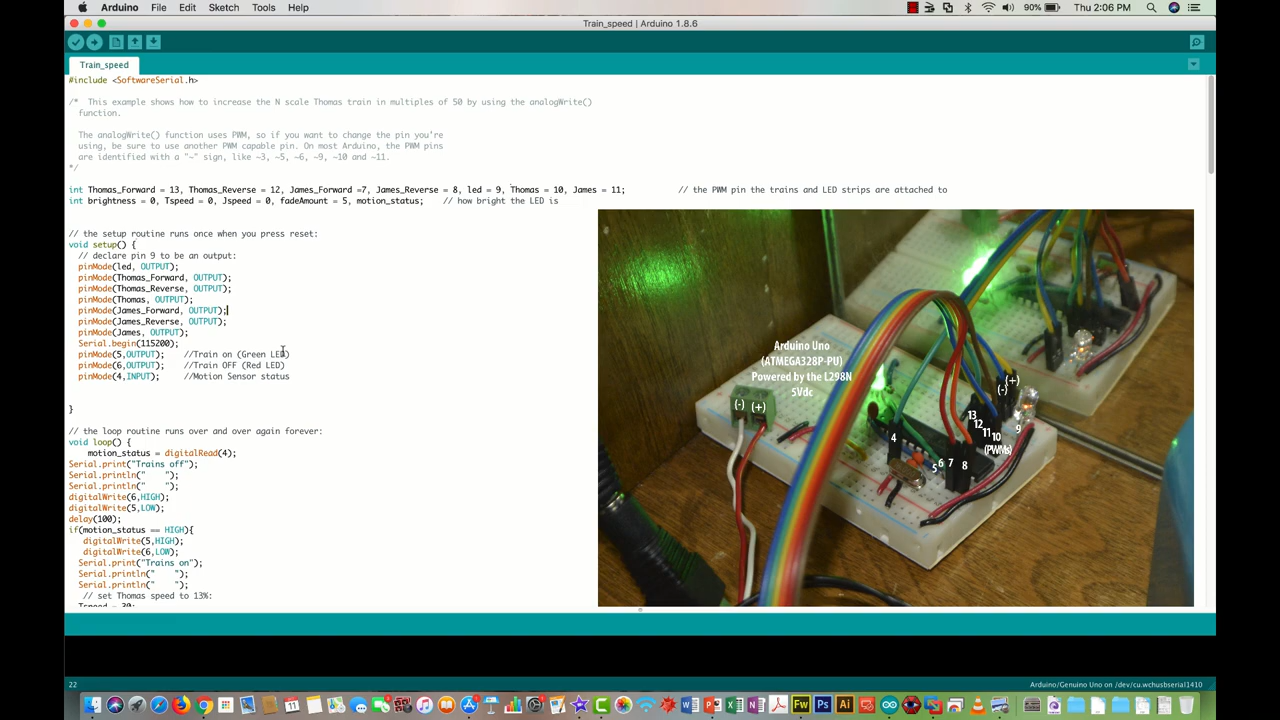 Arduino File Edit Sketch Tools Help
90% Thu 2:06 PM
Train_speed | Arduino 1.8.6
Train_speed
#include <SoftwareSerial.h>
/* This example shows how to increase the N scale Thomas train in multiples of 50 by using the analogWrite()
function.
The analogWrite() function uses PWM, so if you want to change the pin you're
using, be sure to use another PWM capable pin. On most Arduino, the PWM pins
are identified with a "~" sign, like ~3, ~5, ~6, ~9, ~10 and ~11.
*/
int Thomas_Forward = 13, Thomas_Reverse = 12, James_Forward =7, James_Reverse = 8, led = 9, Thomas = 10, James = 11; // the PWM pin the trains and LED strips are attached to
int brightness = 0, Tspeed = 0, Jspeed = 0, fadeAmount = 5, motion_status; // how bright the LED is
// the setup routine runs once when you press reset:
void setup() {
// declare pin 9 to be an output:
pinMode(led, OUTPUT);
pinMode(Thomas_Forward, OUTPUT);
pinMode(Thomas_Reverse, OUTPUT);
pinMode(Thomas, OUTPUT);
pinMode(James_Forward, OUTPUT);
pinMode(James_Reverse, OUTPUT);
pinMode(James, OUTPUT);
Serial.begin(115200);
pinMode(5,OUTPUT); //Train on (Green LED)
pinMode(6,OUTPUT); //Train OFF (Red LED)
pinMode(4,INPUT); //Motion Sensor status
}
// the loop routine runs over and over again forever:
void loop() {
motion_status = digitalRead(4);
Serial.print("Trains off");
Serial.println("    ");
Serial.println("    ");
digitalWrite(6,HIGH);
digitalWrite(5,LOW);
delay(100);
if(motion_status == HIGH){
digitalWrite(5,HIGH);
digitalWrite(6,LOW);
Serial.print("Trains on");
Serial.println("    ");
Serial.println("    ");
// set Thomas speed to 13%:
Tspeed = 30;
Arduino Uno
(ATMEGA328P-PU)
Powered by the L298N
5Vdc
(-) (+)
(+)
(-)
13
12
11
10
(PWMs)
9
4
5 6 7 8
22
Arduino/Genuino Uno on /dev/cu.wchusbserial1410